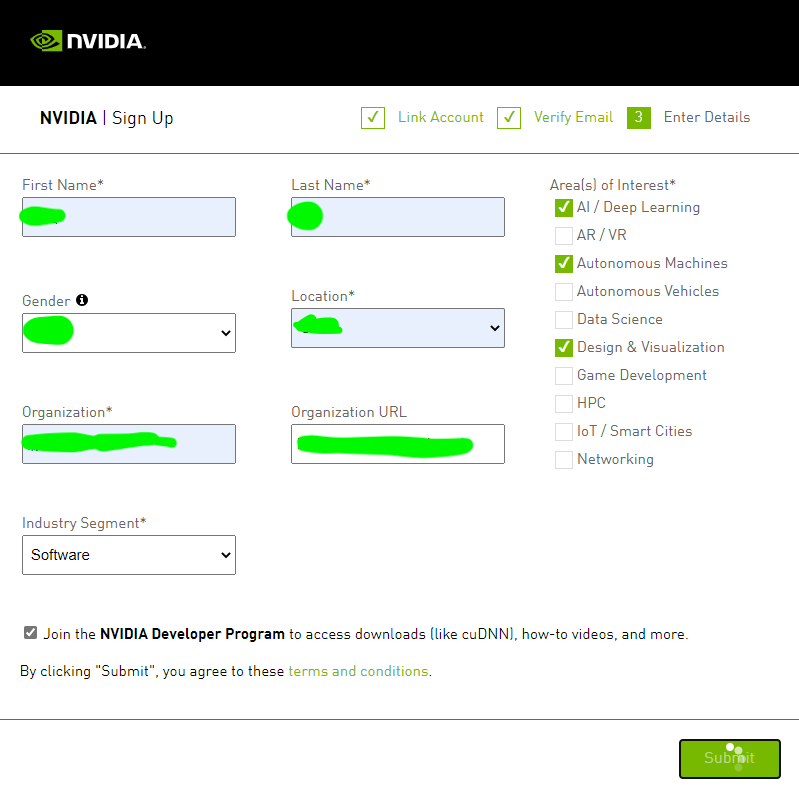 NVIDIA.
NVIDIA | Sign Up
✓ Link Account ✓ Verify Email 3 Enter Details
First Name*
Last Name*
Area(s) of Interest*
AI / Deep Learning
AR / VR
Autonomous Machines
Autonomous Vehicles
Data Science
Design & Visualization
Game Development
HPC
IoT / Smart Cities
Networking
Gender
Location*
Organization*
Organization URL
Industry Segment*
Software
Join the NVIDIA Developer Program to access downloads (like cuDNN), how-to videos, and more.
By clicking "Submit", you agree to these terms and conditions.
Submit